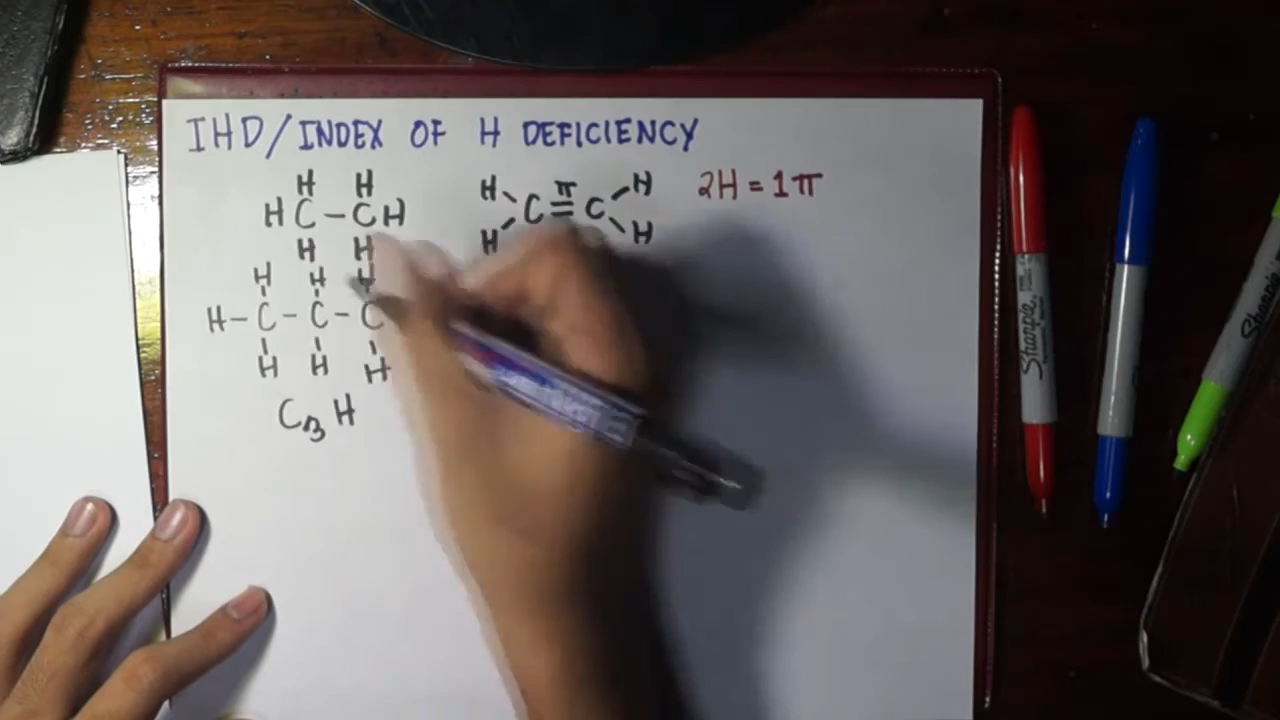 IHD/INDEX OF H DEFICIENCY
H H H π H 2H = 1π
H C – C H C = C
H H H H
H H H
H – C – C – C
H H H
C3 H
Sharpie
Sharpie
Sharpie